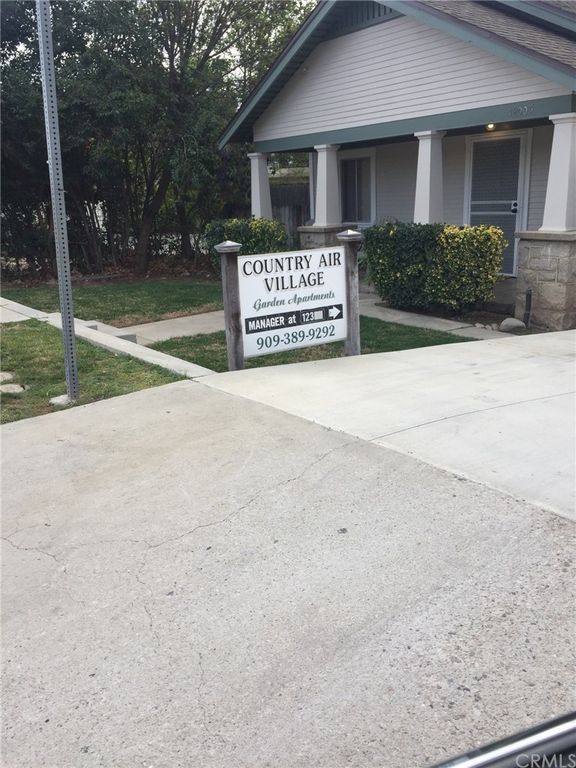 COUNTRY AIR
VILLAGE
Garden Apartments
MANAGER at 123
909-389-9292
CRMLS